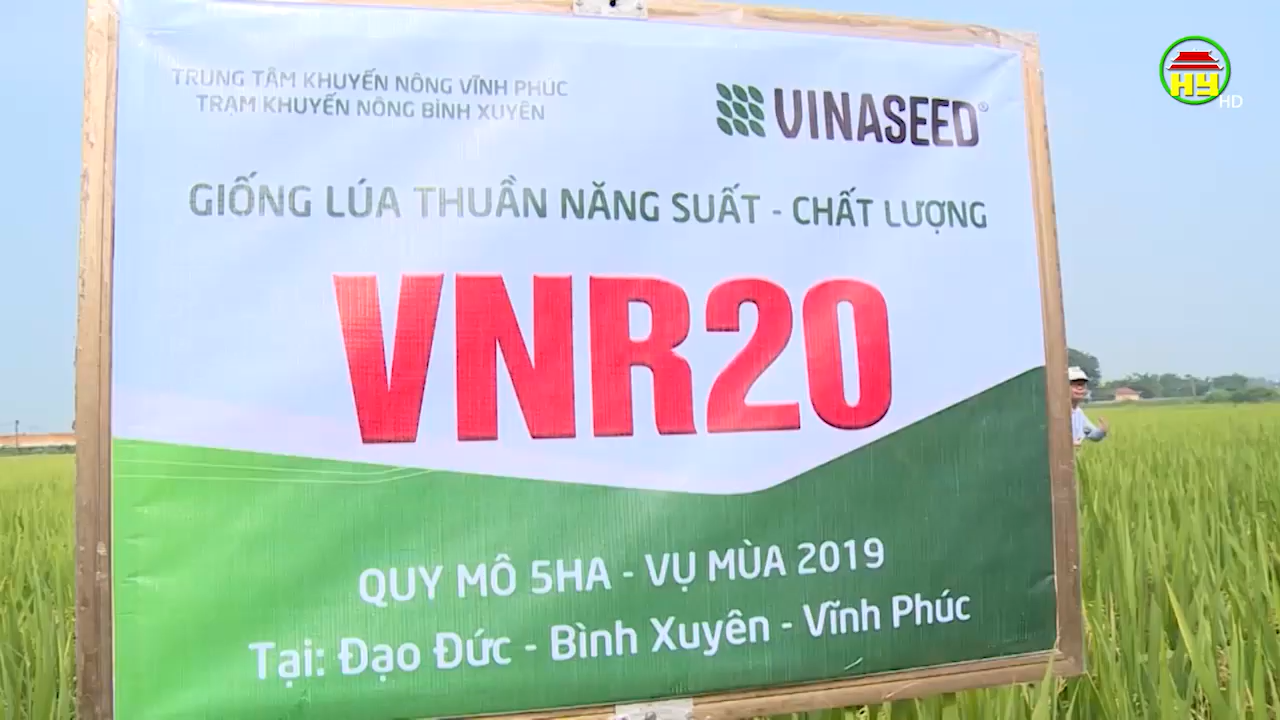 TRUNG TÂM KHUYẾN NÔNG VĨNH PHÚC
TRẠM KHUYẾN NÔNG BÌNH XUYÊN
VINASEED®
HY HD
GIỐNG LÚA THUẦN NĂNG SUẤT - CHẤT LƯỢNG
VNR20
QUY MÔ 5HA - VỤ MÙA 2019
Tại: Đạo Đức - Bình Xuyên - Vĩnh Phúc